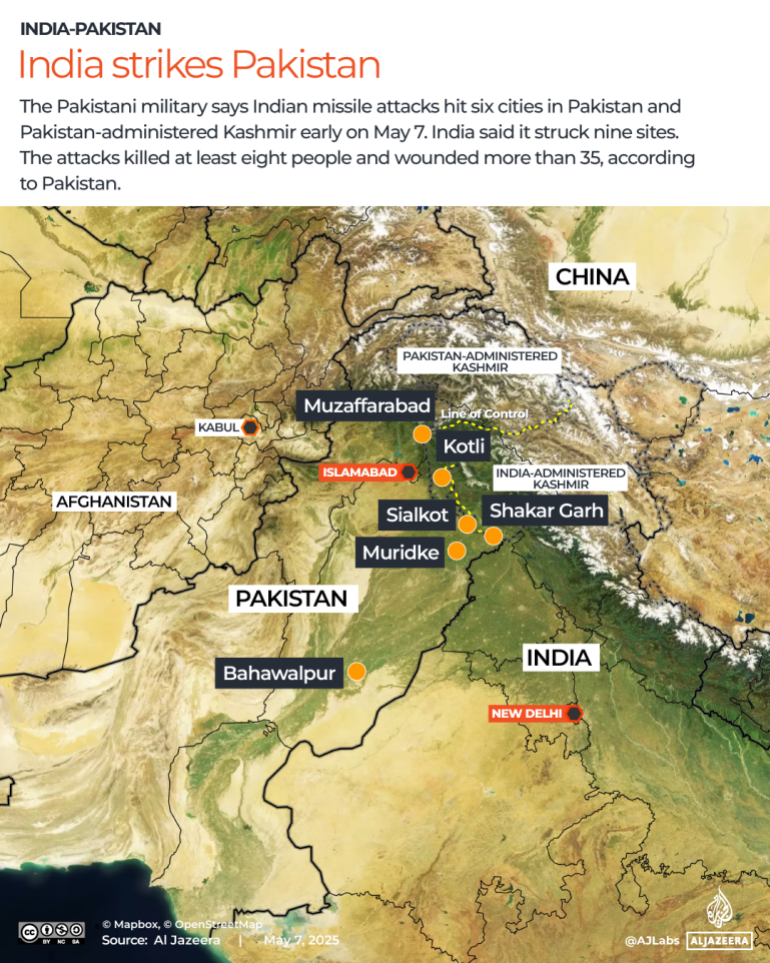 INDIA-PAKISTAN
India strikes Pakistan
The Pakistani military says Indian missile attacks hit six cities in Pakistan and
Pakistan-administered Kashmir early on May 7. India said it struck nine sites.
The attacks killed at least eight people and wounded more than 35, according
to Pakistan.
CHINA
PAKISTAN-ADMINISTERED
KASHMIR
Muzaffarabad
Line of Control
KABUL
Kotli
ISLAMABAD
INDIA-ADMINISTERED
KASHMIR
AFGHANISTAN
Sialkot
Shakar Garh
Muridke
PAKISTAN
INDIA
Bahawalpur
NEW DELHI
© Mapbox, © OpenStreetMap
cc
BY NC SA
Source: Al Jazeera | May 7, 2025
@AJLabs
ALJAZEERA